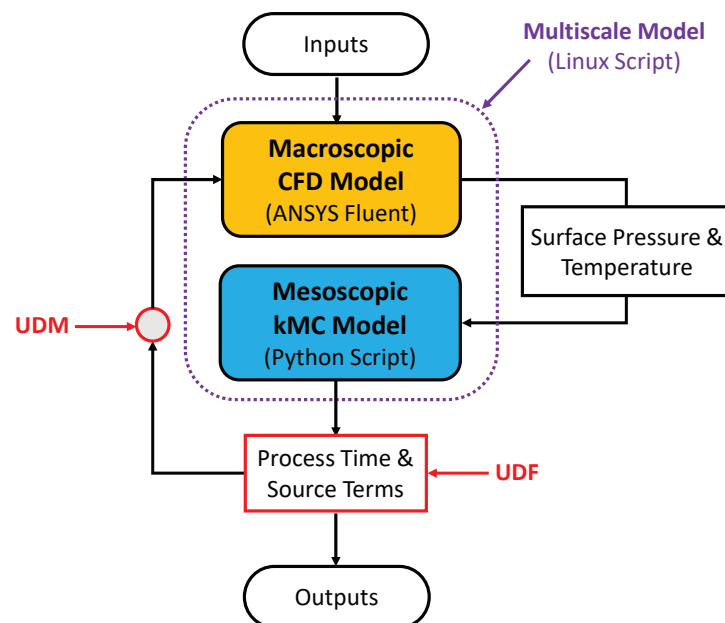 Inputs
Multiscale Model
(Linux Script)
Macroscopic
CFD Model
(ANSYS Fluent)
Surface Pressure &
Temperature
Mesoscopic
kMC Model
(Python Script)
UDM
Process Time &
Source Terms
UDF
Outputs